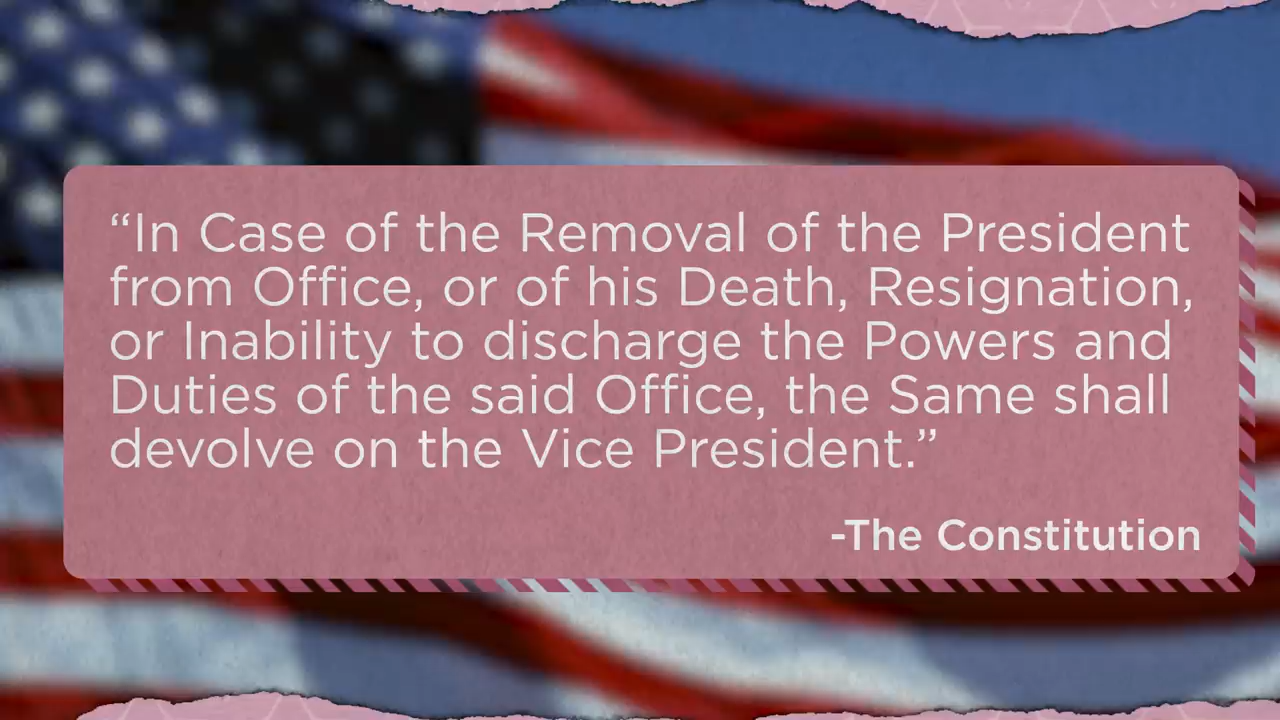 “In Case of the Removal of the President
from Office, or of his Death, Resignation,
or Inability to discharge the Powers and
Duties of the said Office, the Same shall
devolve on the Vice President.”
-The Constitution